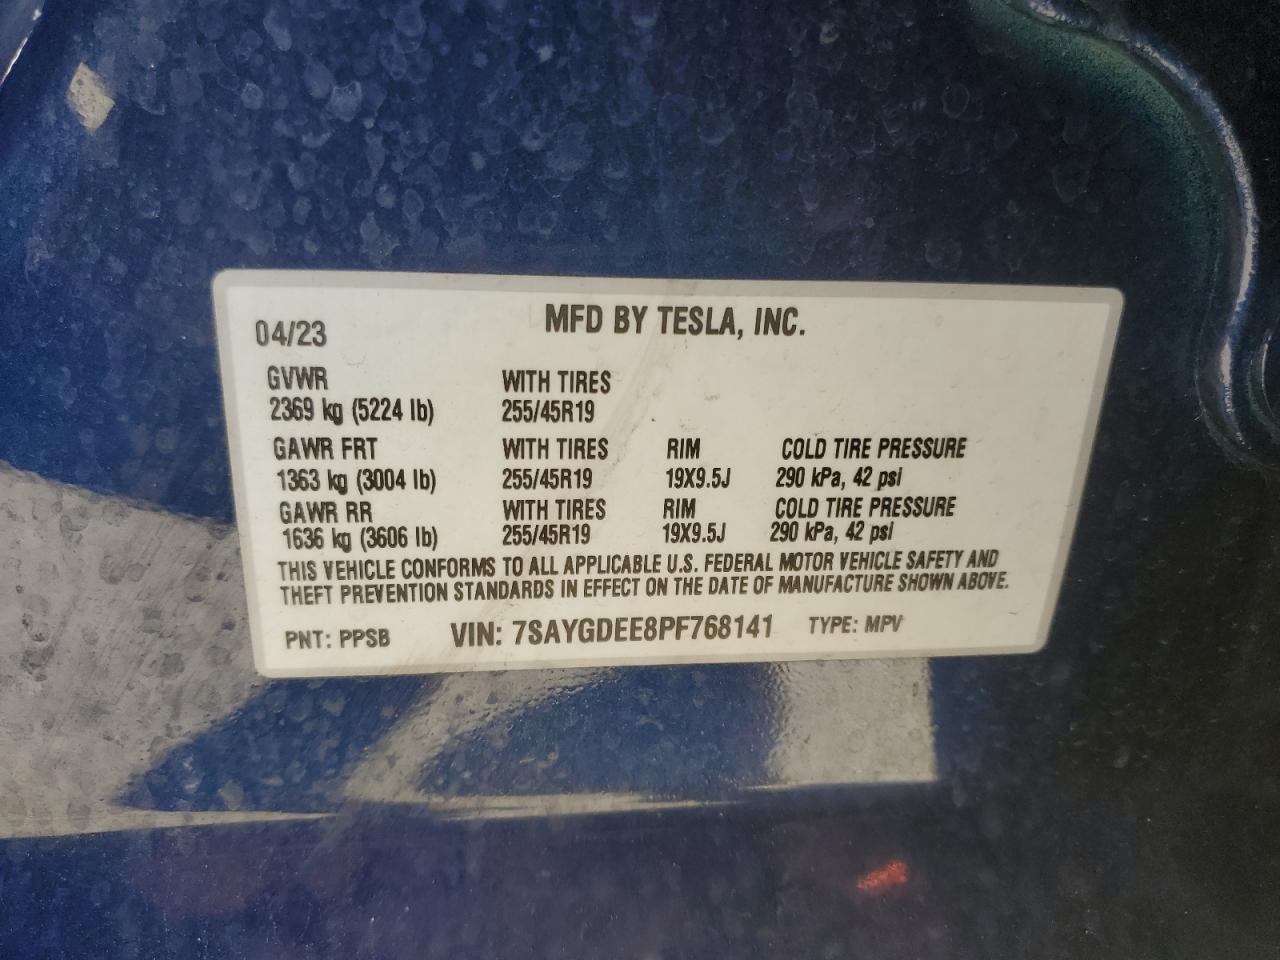 MFD BY TESLA, INC.
04/23
GVWR WITH TIRES
2369 kg (5224 lb) 255/45R19
GAWR FRT WITH TIRES RIM COLD TIRE PRESSURE
1363 kg (3004 lb) 255/45R19 19X9.5J 290 kPa, 42 psi
GAWR RR WITH TIRES RIM COLD TIRE PRESSURE
1636 kg (3606 lb) 255/45R19 19X9.5J 290 kPa, 42 psi
THIS VEHICLE CONFORMS TO ALL APPLICABLE U.S. FEDERAL MOTOR VEHICLE SAFETY AND
THEFT PREVENTION STANDARDS IN EFFECT ON THE DATE OF MANUFACTURE SHOWN ABOVE.
PNT: PPSB VIN: 7SAYGDEE8PF768141 TYPE: MPV